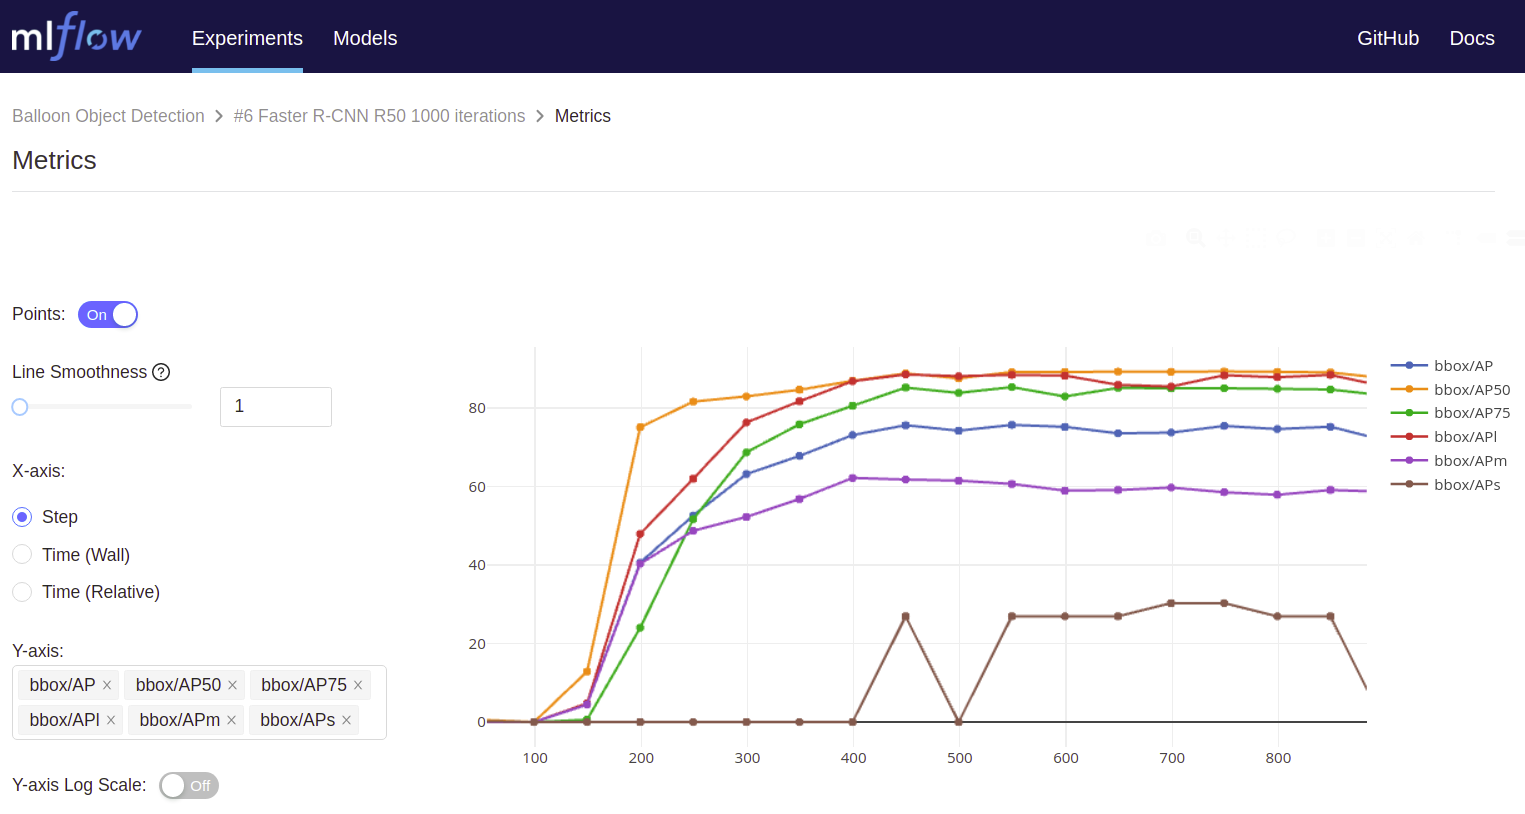 mlflow Experiments Models GitHub Docs
Balloon Object Detection > #6 Faster R-CNN R50 1000 iterations > Metrics
Metrics
Points: On
Line Smoothness ?
1
X-axis:
Step
Time (Wall)
Time (Relative)
Y-axis:
bbox/AP × bbox/AP50 × bbox/AP75 ×
bbox/APl × bbox/APm × bbox/APs ×
Y-axis Log Scale: Off
80
60
40
20
0
100 200 300 400 500 600 700 800
bbox/AP
bbox/AP50
bbox/AP75
bbox/APl
bbox/APm
bbox/APs